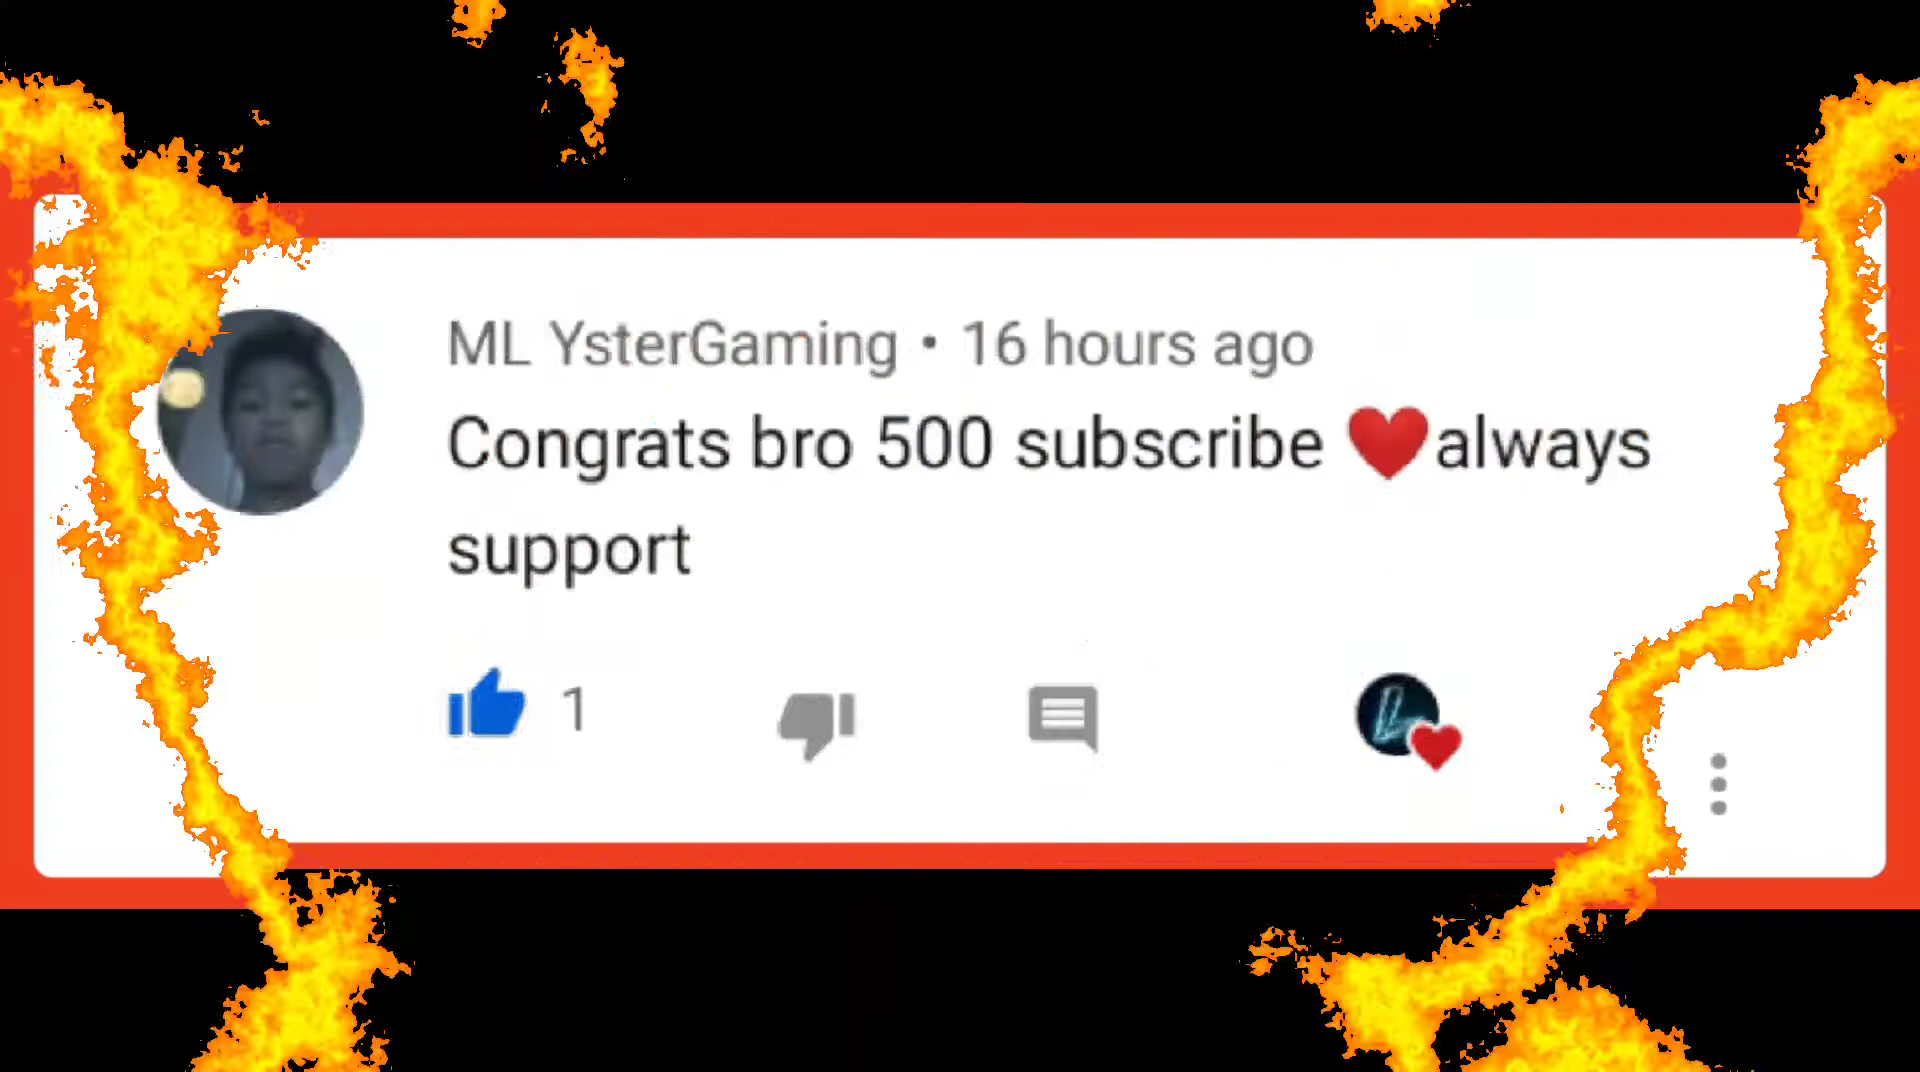 ML YsterGaming • 16 hours ago
Congrats bro 500 subscribe ❤️always
support
1